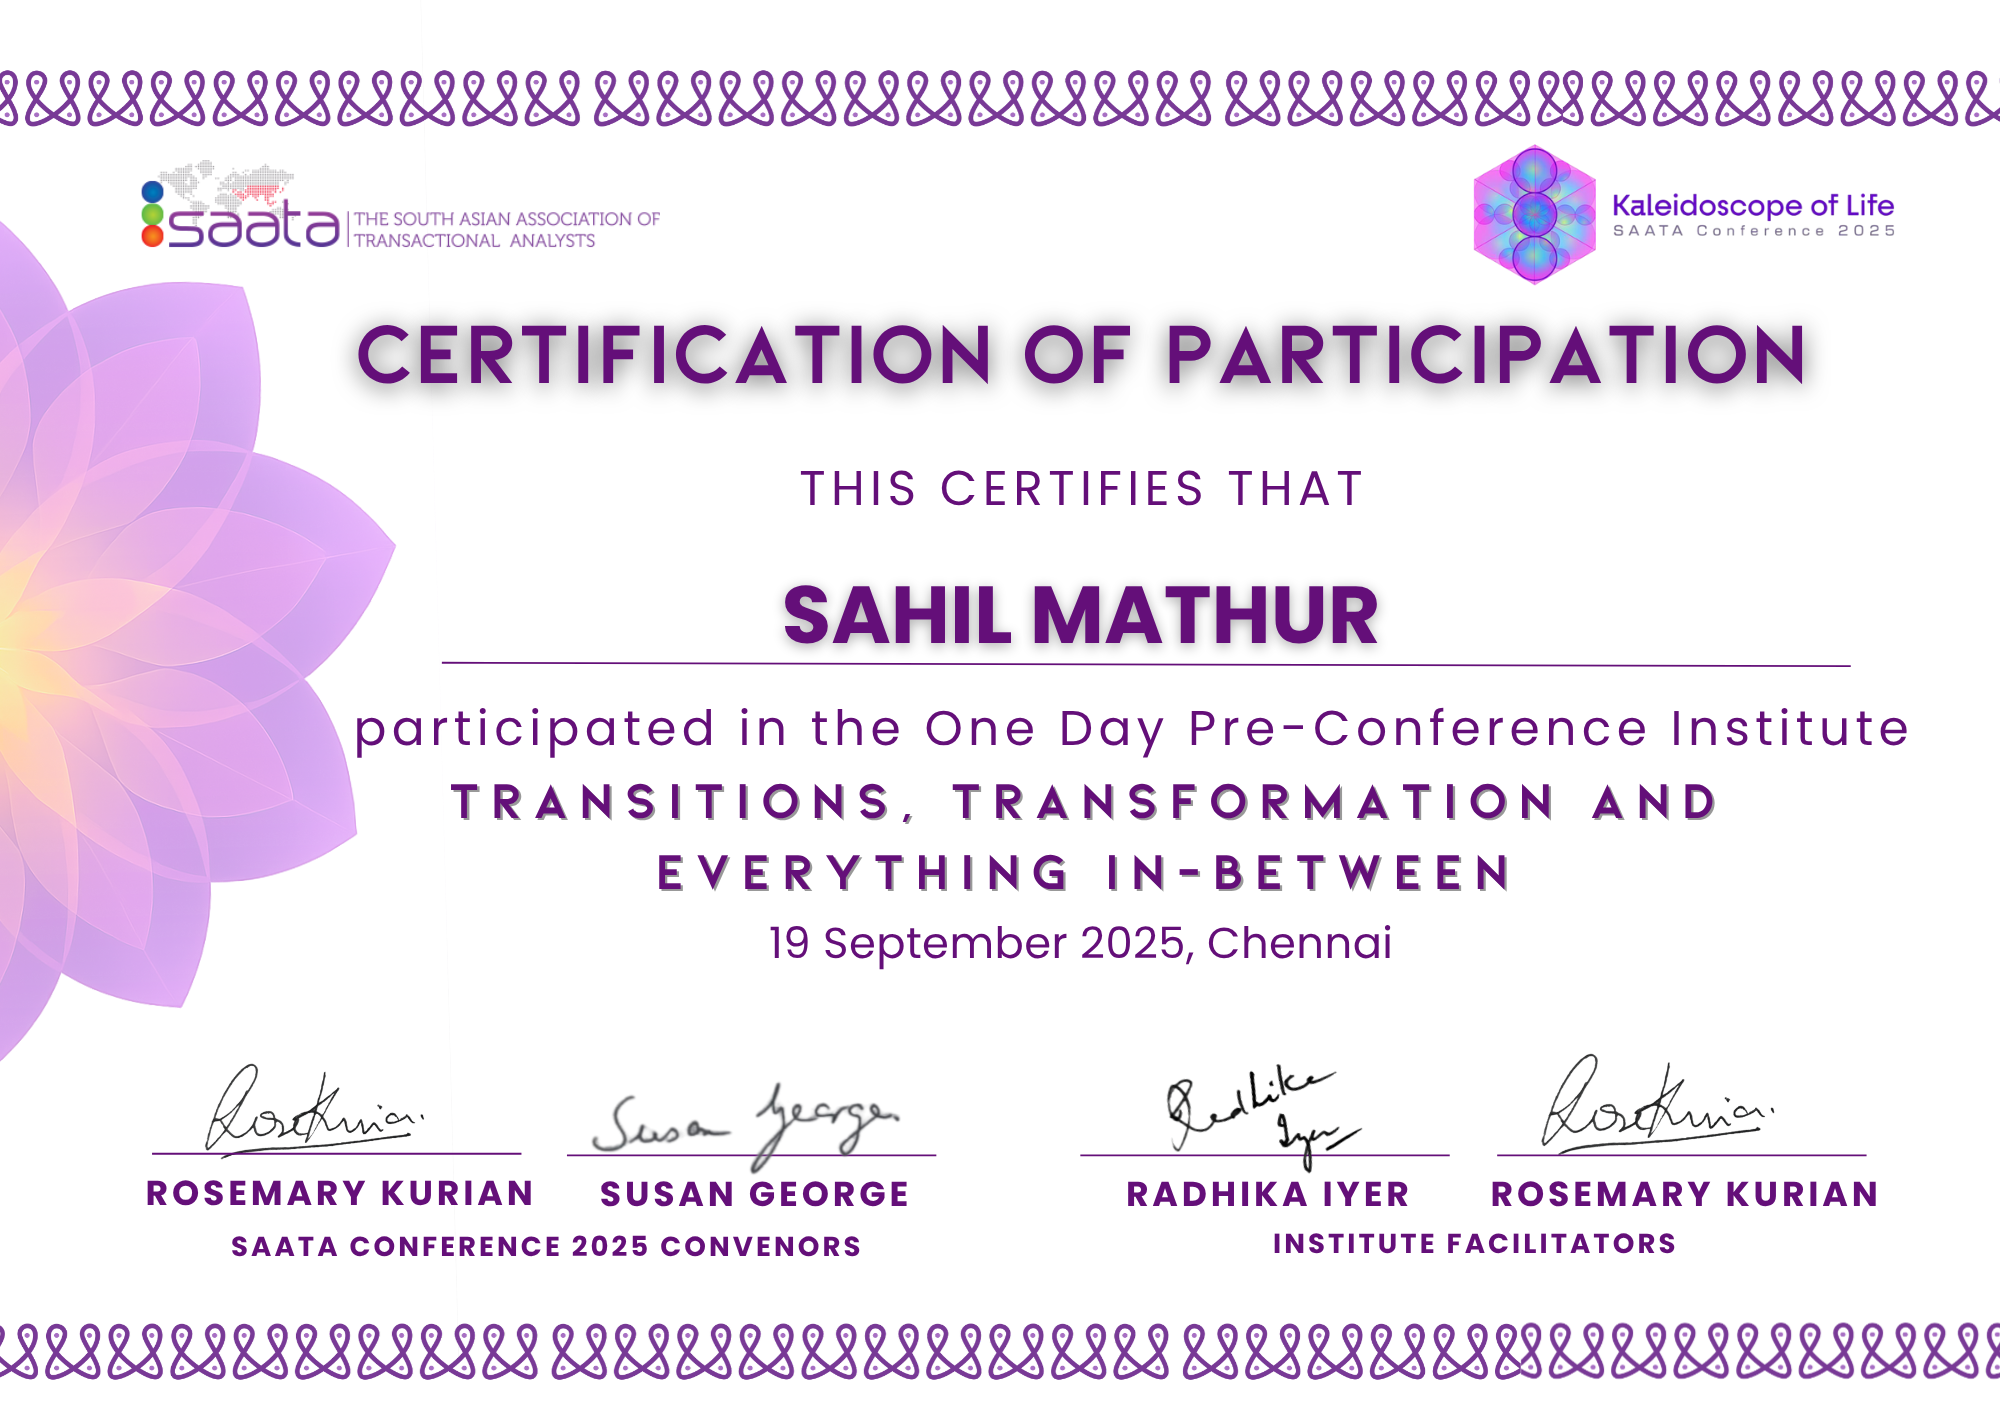 saata
THE SOUTH ASIAN ASSOCIATION OF
TRANSACTIONAL ANALYSTS
Kaleidoscope of Life
SAATA Conference 2025
CERTIFICATION OF PARTICIPATION
THIS CERTIFIES THAT
SAHIL MATHUR
participated in the One Day Pre-Conference Institute
TRANSITIONS, TRANSFORMATION AND
EVERYTHING IN-BETWEEN
19 September 2025, Chennai
RoseKurian.
Susan George
Radhika
Iyer
RoseKurian.
ROSEMARY KURIAN
SUSAN GEORGE
RADHIKA IYER
ROSEMARY KURIAN
SAATA CONFERENCE 2025 CONVENORS
INSTITUTE FACILITATORS